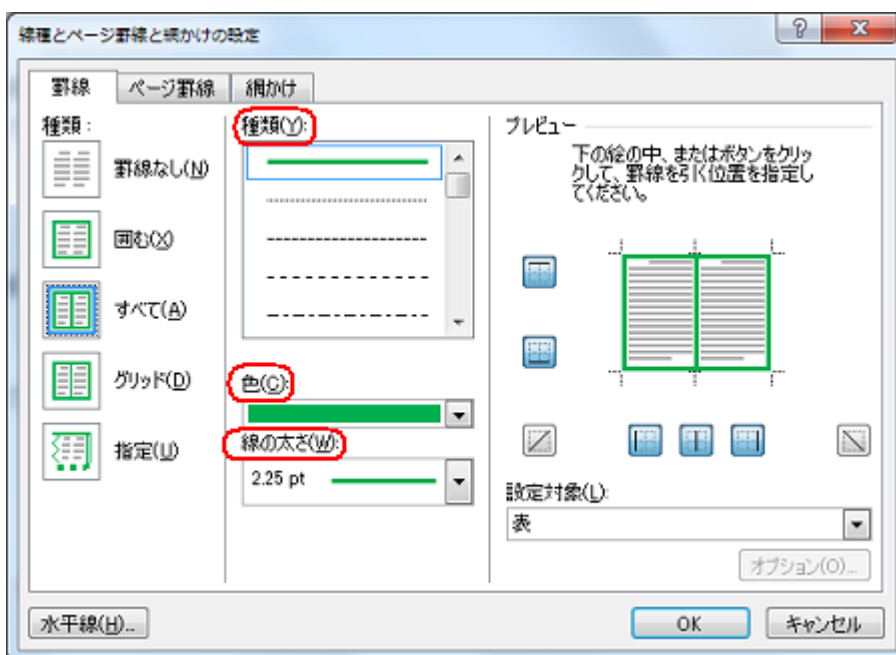 線種とページ罫線と網かけの設定
罫線
ページ罫線
網かけ
種類:
罫線なし(N)
囲む(X)
すべて(A)
グリッド(D)
指定(U)
種類(Y):
色(C):
線の太さ(W):
2.25 pt
プレビュー
下の絵の中、またはボタンをクリッ
クして、罫線を引く位置を指定し
てください。
設定対象(L):
表
オプション(O)...
水平線(H)...
OK
キャンセル